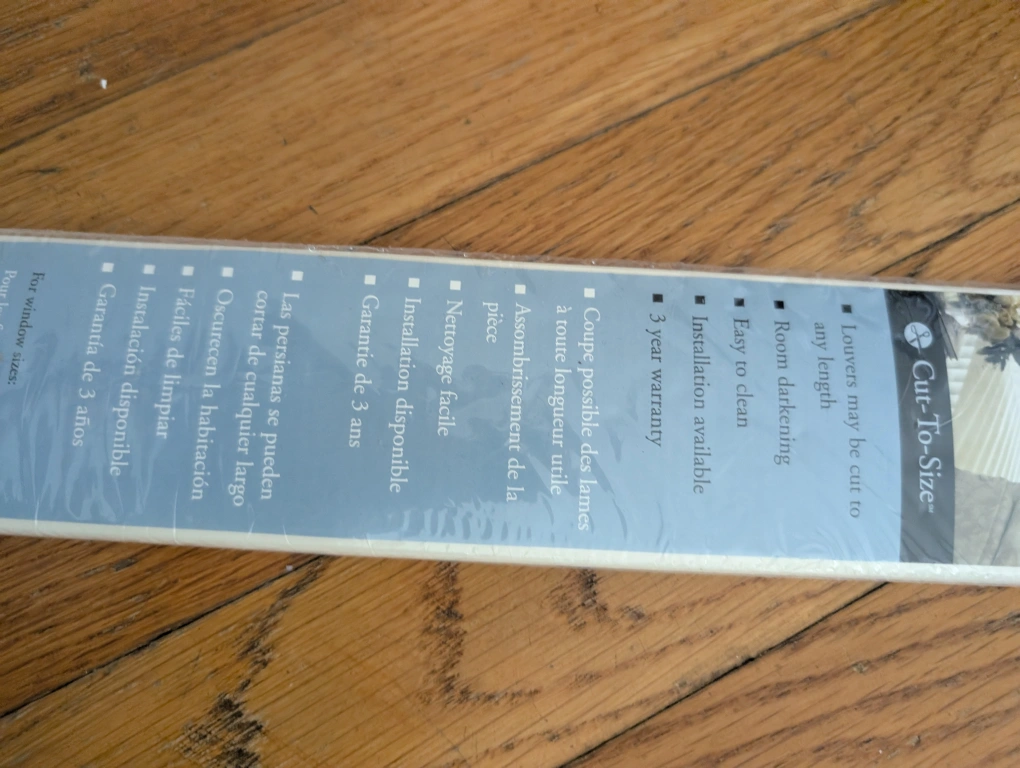 Cut-To-Size℠
▪ Louvers may be cut to
any length
▪ Room darkening
▪ Easy to clean
▪ Installation available
▪ 3 year warranty
▪ Coupe possible des lames
à toute longueur utile
▪ Assombrissement de la
pièce
▪ Nettoyage facile
▪ Installation disponible
▪ Garantie de 3 ans
▪ Las persianas se pueden
cortar de cualquier largo
▪ Oscurecen la habitación
▪ Fáciles de limpiar
▪ Instalación disponible
▪ Garantía de 3 años
For window sizes: